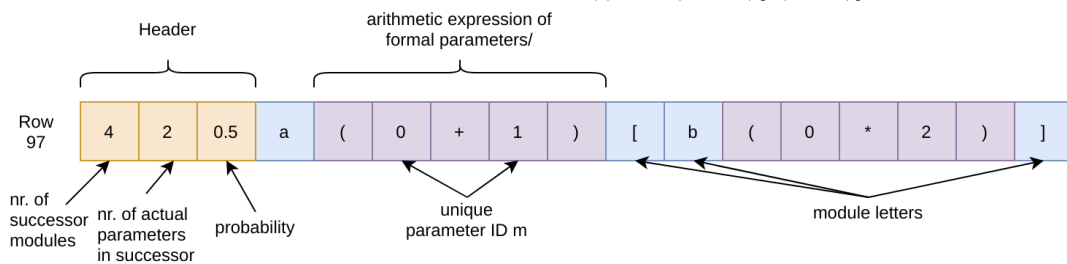 arithmetic expression of
formal parameters/
Header
Row
97
4 2 0.5 a ( 0 + 1 ) [ b ( 0 * 2 ) ]
nr. of
successor
modules
nr. of actual
parameters
in successor
probability
unique
parameter ID m
module letters